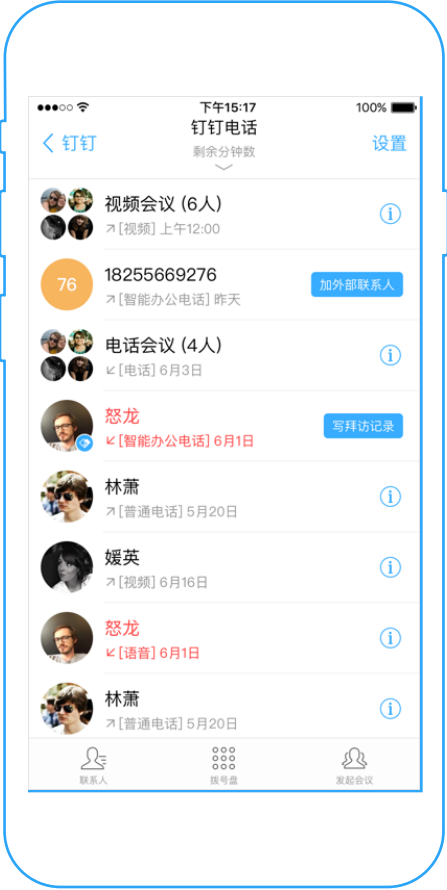 下午15:17
100%
钉钉
钉钉电话
设置
剩余分钟数
视频会议 (6人)
[视频] 上午12:00
76
18255669276
[智能办公电话] 昨天
加外部联系人
电话会议 (4人)
[电话] 6月3日
怒龙
[智能办公电话] 6月1日
写拜访记录
林萧
[普通电话] 5月20日
媛英
[视频] 6月16日
怒龙
[语音] 6月1日
林萧
[普通电话] 5月20日
联系人
拨号盘
发起会议